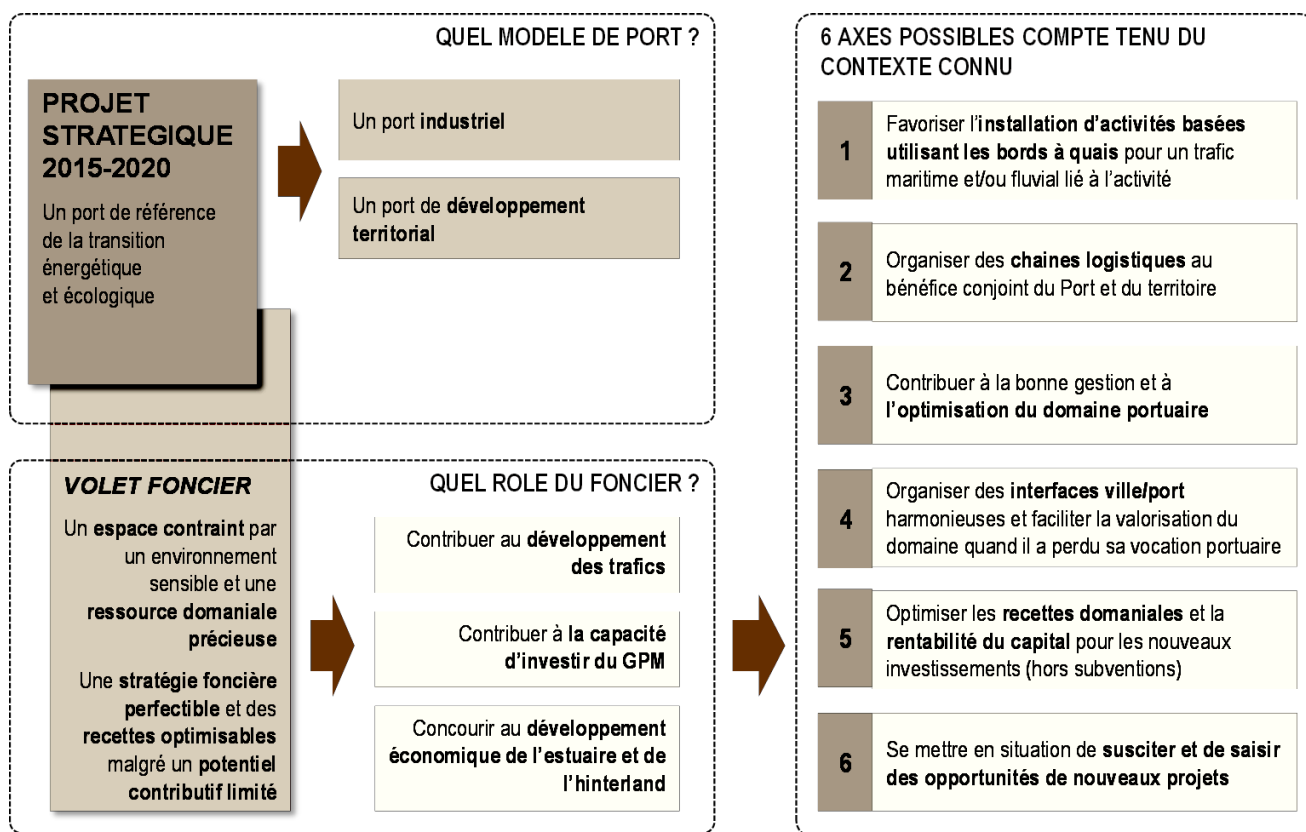 QUEL MODELE DE PORT ?
PROJET
STRATEGIQUE
2015-2020
Un port de référence
de la transition
énergétique
et écologique
Un port industriel
Un port de développement
territorial
VOLET FONCIER
Un espace contraint par
un environnement
sensible et une
ressource domaniale
précieuse
Une stratégie foncière
perfectible et des
recettes optimisables
malgré un potentiel
contributif limité
QUEL ROLE DU FONCIER ?
Contribuer au développement
des trafics
Contribuer à la capacité
d'investir du GPM
Concourir au développement
économique de l'estuaire et de
l'hinterland
6 AXES POSSIBLES COMPTE TENU DU
CONTEXTE CONNU
1
Favoriser l'installation d'activités basées
utilisant les bords à quais pour un trafic
maritime et/ou fluvial lié à l'activité
2
Organiser des chaines logistiques au
bénéfice conjoint du Port et du territoire
3
Contribuer à la bonne gestion et à
l'optimisation du domaine portuaire
4
Organiser des interfaces ville/port
harmonieuses et faciliter la valorisation du
domaine quand il a perdu sa vocation portuaire
5
Optimiser les recettes domaniales et la
rentabilité du capital pour les nouveaux
investissements (hors subventions)
6
Se mettre en situation de susciter et de saisir
des opportunités de nouveaux projets